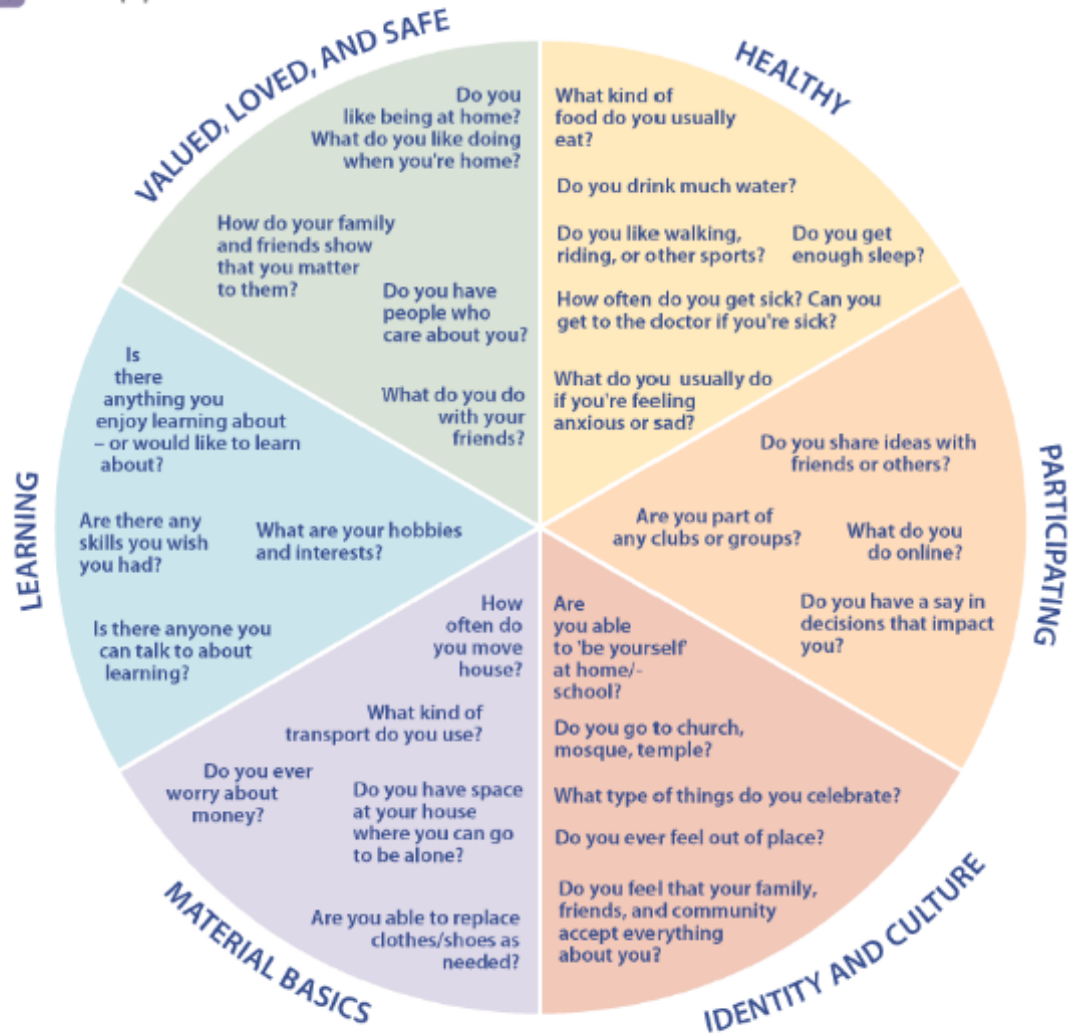 VALUED, LOVED, AND SAFE
Do you
like being at home?
What do you like doing
when you're home?
How do your family
and friends show
that you matter
to them?
Do you have
people who
care about you?
What do you do
with your
friends?
HEALTHY
What kind of
food do you usually
eat?
Do you drink much water?
Do you like walking,
riding, or other sports?
Do you get
enough sleep?
How often do you get sick? Can you
get to the doctor if you're sick?
What do you usually do
if you're feeling
anxious or sad?
PARTICIPATING
Do you share ideas with
friends or others?
Are you part of
any clubs or groups?
What do you
do online?
Do you have a say in
decisions that impact
you?
IDENTITY AND CULTURE
Are
you able
to 'be yourself'
at home/-
school?
Do you go to church,
mosque, temple?
What type of things do you celebrate?
Do you ever feel out of place?
Do you feel that your family,
friends, and community
accept everything
about you?
MATERIAL BASICS
How
often do
you move
house?
What kind of
transport do you use?
Do you ever
worry about
money?
Do you have space
at your house
where you can go
to be alone?
Are you able to replace
clothes/shoes as
needed?
LEARNING
Is
there
anything you
enjoy learning about
– or would like to learn
about?
Are there any
skills you wish
you had?
What are your hobbies
and interests?
Is there anyone you
can talk to about
learning?